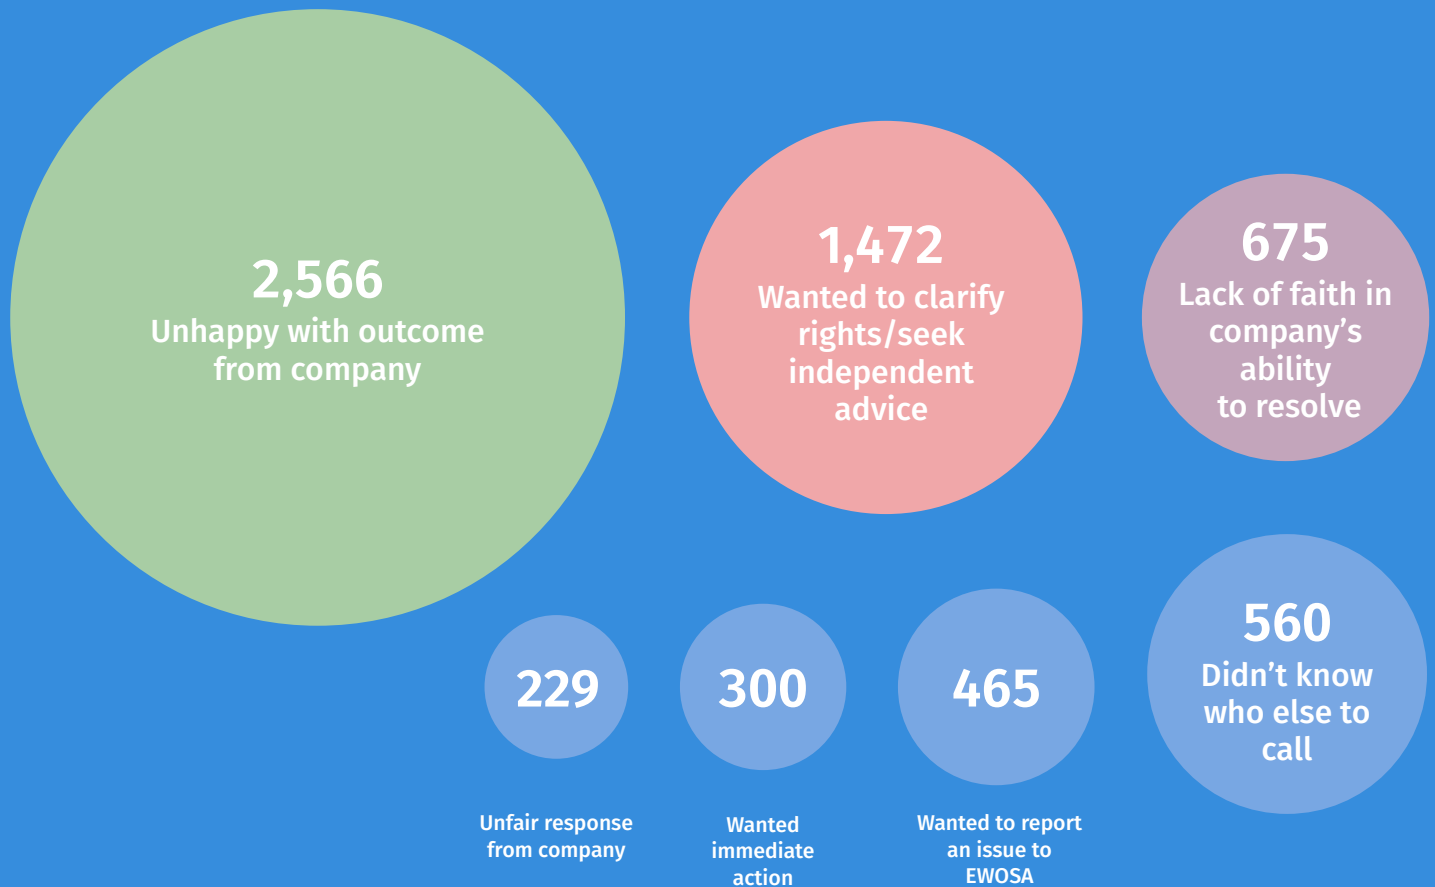 2,566
Unhappy with outcome
from company
1,472
Wanted to clarify
rights/seek
independent
advice
675
Lack of faith in
company’s
ability
to resolve
229
Unfair response
from company
300
Wanted
immediate
action
465
Wanted to report
an issue to
EWOSA
560
Didn’t know
who else to
call